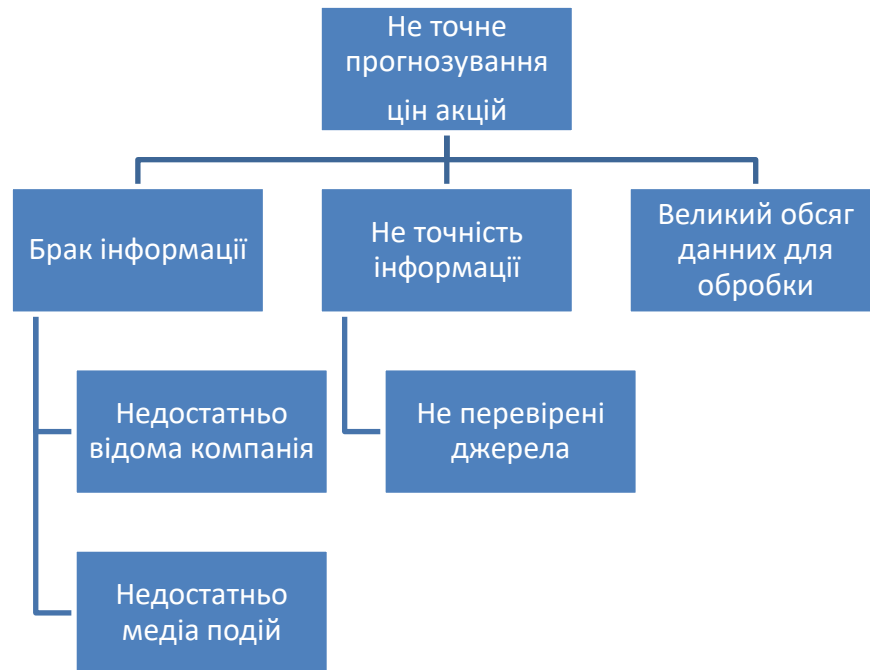 Не точне
прогнозування
цін акцій
Брак інформації
Не точність
інформації
Великий обсяг
данних для
обробки
Недостатньо
відома компанія
Не перевірені
джерела
Недостатньо
медіа подій